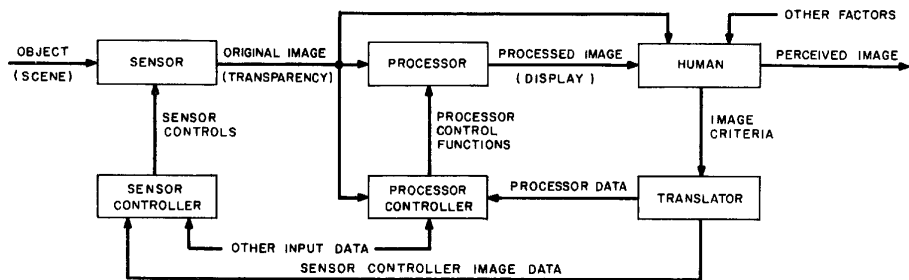 OTHER FACTORS
OBJECT
(SCENE)
SENSOR
ORIGINAL IMAGE
(TRANSPARENCY)
PROCESSOR
PROCESSED IMAGE
(DISPLAY)
HUMAN
PERCEIVED IMAGE
SENSOR
CONTROLS
PROCESSOR
CONTROL
FUNCTIONS
IMAGE
CRITERIA
SENSOR
CONTROLLER
PROCESSOR
CONTROLLER
PROCESSOR DATA
TRANSLATOR
OTHER INPUT DATA
SENSOR CONTROLLER IMAGE DATA